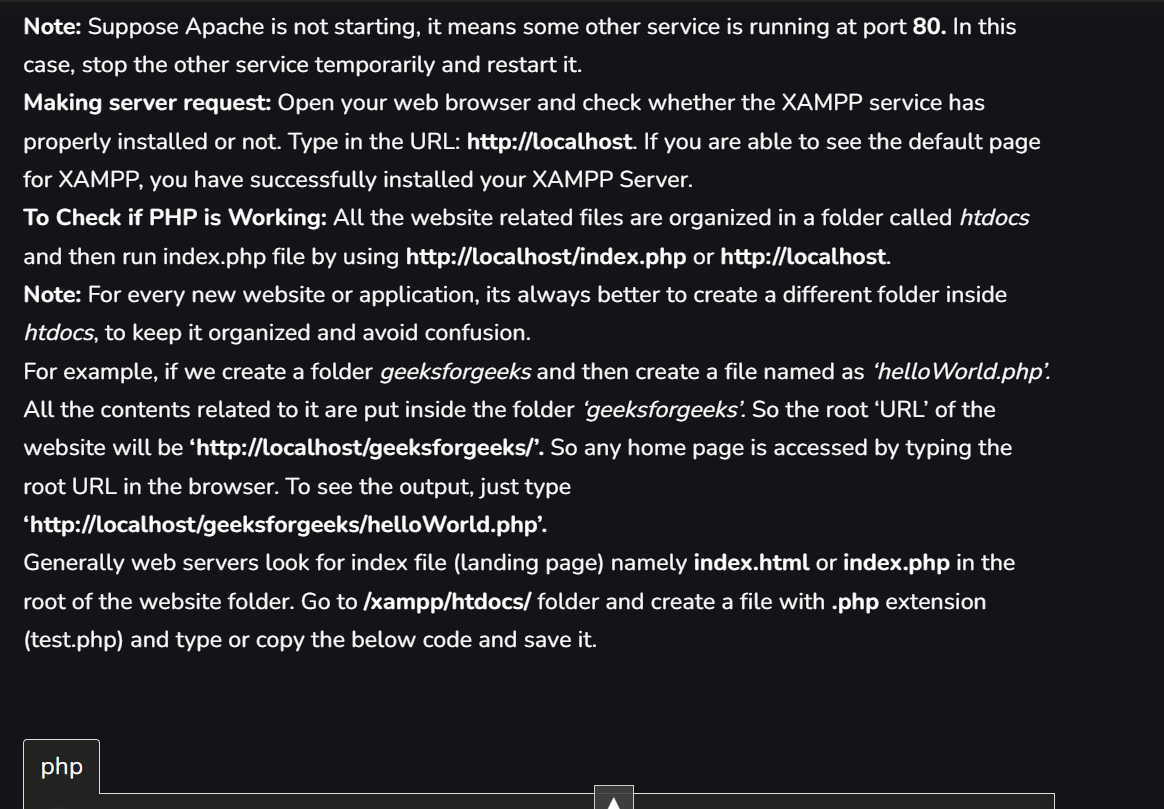 Note: Suppose Apache is not starting, it means some other service is running at port 80. In this
case, stop the other service temporarily and restart it.
Making server request: Open your web browser and check whether the XAMPP service has
properly installed or not. Type in the URL: http://localhost. If you are able to see the default page
for XAMPP, you have successfully installed your XAMPP Server.
To Check if PHP is Working: All the website related files are organized in a folder called htdocs
and then run index.php file by using http://localhost/index.php or http://localhost.
Note: For every new website or application, its always better to create a different folder inside
htdocs, to keep it organized and avoid confusion.
For example, if we create a folder geeksforgeeks and then create a file named as ‘helloWorld.php’.
All the contents related to it are put inside the folder ‘geeksforgeeks’. So the root ‘URL’ of the
website will be ‘http://localhost/geeksforgeeks/’. So any home page is accessed by typing the
root URL in the browser. To see the output, just type
‘http://localhost/geeksforgeeks/helloWorld.php’.
Generally web servers look for index file (landing page) namely index.html or index.php in the
root of the website folder. Go to /xampp/htdocs/ folder and create a file with .php extension
(test.php) and type or copy the below code and save it.
php